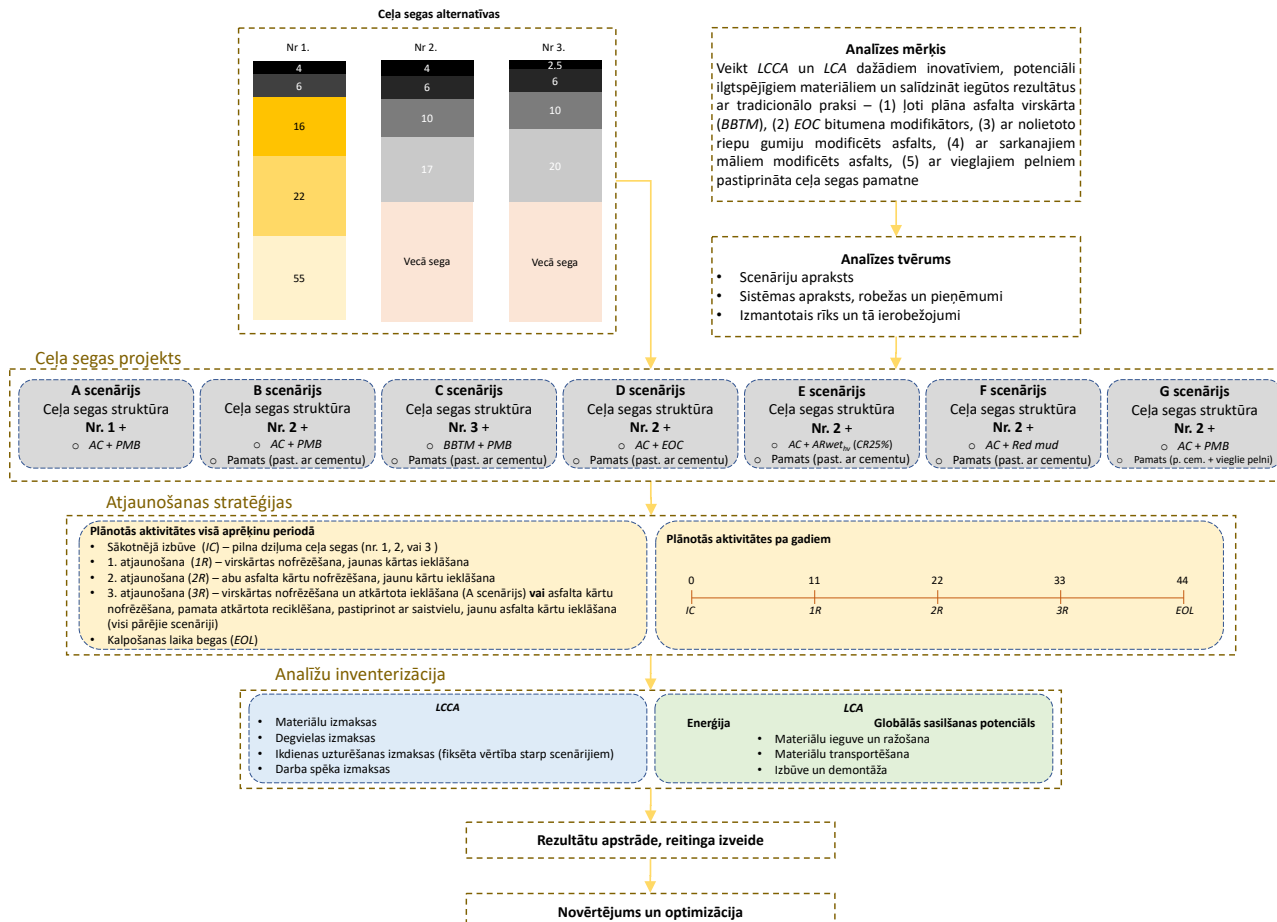 Ceļa segas alternatīvas
Nr 1.
Nr 2.
Nr 3.
4
6
16
22
55
4
6
10
17
Vecā sega
2.5
6
10
20
Vecā sega
Analīzes mērķis
Veikt LCCA un LCA dažādiem inovatīviem, potenciāli
ilgtspējīgiem materiāliem un salīdzināt iegūtos rezultātus
ar tradicionālo praksi – (1) ļoti plāna asfalta virskārta
(BBTM), (2) EOC bitumena modifikātors, (3) ar nolietoto
riepu gumiju modificēts asfalts, (4) ar sarkanajiem
māliem modificēts asfalts, (5) ar vieglajiem pelniem
pastiprināta ceļa segas pamatne
Analīzes tvērums
• Scenāriju apraksts
• Sistēmas apraksts, robežas un pieņēmumi
• Izmantotais rīks un tā ierobežojumi
Ceļa segas projekts
A scenārijs
Ceļa segas struktūra
Nr. 1 +
o AC + PMB
B scenārijs
Ceļa segas struktūra
Nr. 2 +
o AC + PMB
o Pamats (past. ar cementu)
C scenārijs
Ceļa segas struktūra
Nr. 3 +
o BBTM + PMB
o Pamats (past. ar cementu)
D scenārijs
Ceļa segas struktūra
Nr. 2 +
o AC + EOC
o Pamats (past. ar cementu)
E scenārijs
Ceļa segas struktūra
Nr. 2 +
o AC + ARwethv (CR25%)
o Pamats (past. ar cementu)
F scenārijs
Ceļa segas struktūra
Nr. 2 +
o AC + Red mud
o Pamats (past. ar cementu)
G scenārijs
Ceļa segas struktūra
Nr. 2 +
o AC + PMB
o Pamats (p. cem. + vieglie pelni)
Atjaunošanas stratēģijas
Plānotās aktivitātes visā aprēķinu periodā
• Sākotnējā izbūve (IC) – pilna dziļuma ceļa segas (nr. 1, 2, vai 3 )
• 1. atjaunošana (1R) – virskārtas nofrēzēšana, jaunas kārtas ieklāšana
• 2. atjaunošana (2R) – abu asfalta kārtu nofrēzēšana, jaunu kārtu ieklāšana
• 3. atjaunošana (3R) – virskārtas nofrēzēšana un atkārtota ieklāšana (A scenārijs) vai asfalta kārtu
nofrēzēšana, pamata atkārtota reciklēšana, pastiprinot ar saistvielu, jaunu asfalta kārtu ieklāšana
(visi pārējie scenāriji)
• Kalpošanas laika begas (EOL)
Plānotās aktivitātes pa gadiem
0 11 22 33 44
IC 1R 2R 3R EOL
Analīžu inventerizācija
LCCA
• Materiālu izmaksas
• Degvielas izmaksas
• Ikdienas uzturēšanas izmaksas (fiksēta vērtība starp scenārijiem)
• Darba spēka izmaksas
LCA
Enerģija Globālās sasilšanas potenciāls
• Materiālu ieguve un ražošana
• Materiālu transportēšana
• Izbūve un demontāža
Rezultātu apstrāde, reitinga izveide
Novērtējums un optimizācija